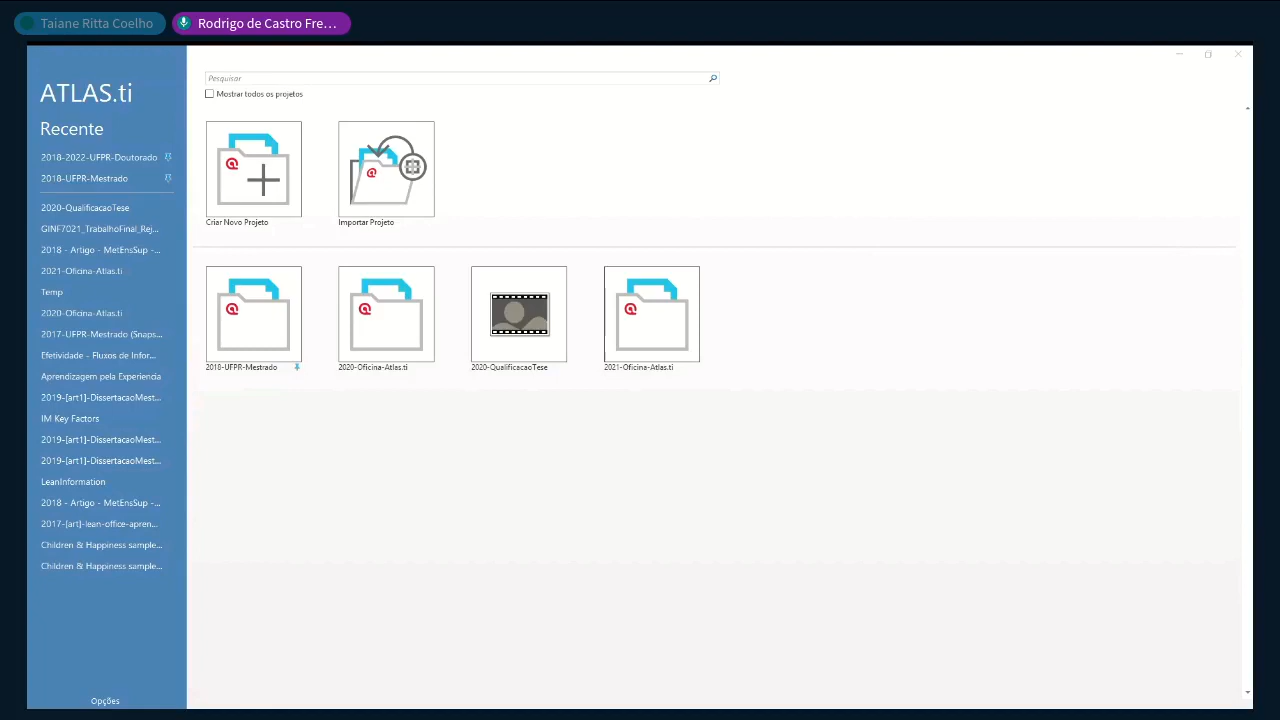 Taiane Ritta Coelho
Rodrigo de Castro Fre...
ATLAS.ti
Recente
2018-2022-UFPR-Doutorado
2018-UFPR-Mestrado
2020-QualificacaoTese
GINF7021_TrabalhoFinal_Rej...
2018 - Artigo - MetEnsSup -...
2021-Oficina-Atlas.ti
Temp
2020-Oficina-Atlas.ti
2017-UFPR-Mestrado (Snaps...
Efetividade - Fluxos de Infor...
Aprendizagem pela Experiencia
2019-[art1]-DissertacaoMest...
IM Key Factors
2019-[art1]-DissertacaoMest...
2019-[art1]-DissertacaoMest...
LeanInformation
2018 - Artigo - MetEnsSup -...
2017-[art]-lean-office-apren...
Children & Happiness sample...
Children & Happiness sample...
Opções
Pesquisar
Mostrar todos os projetos
Criar Novo Projeto
Importar Projeto
2018-UFPR-Mestrado
2020-Oficina-Atlas.ti
2020-QualificacaoTese
2021-Oficina-Atlas.ti